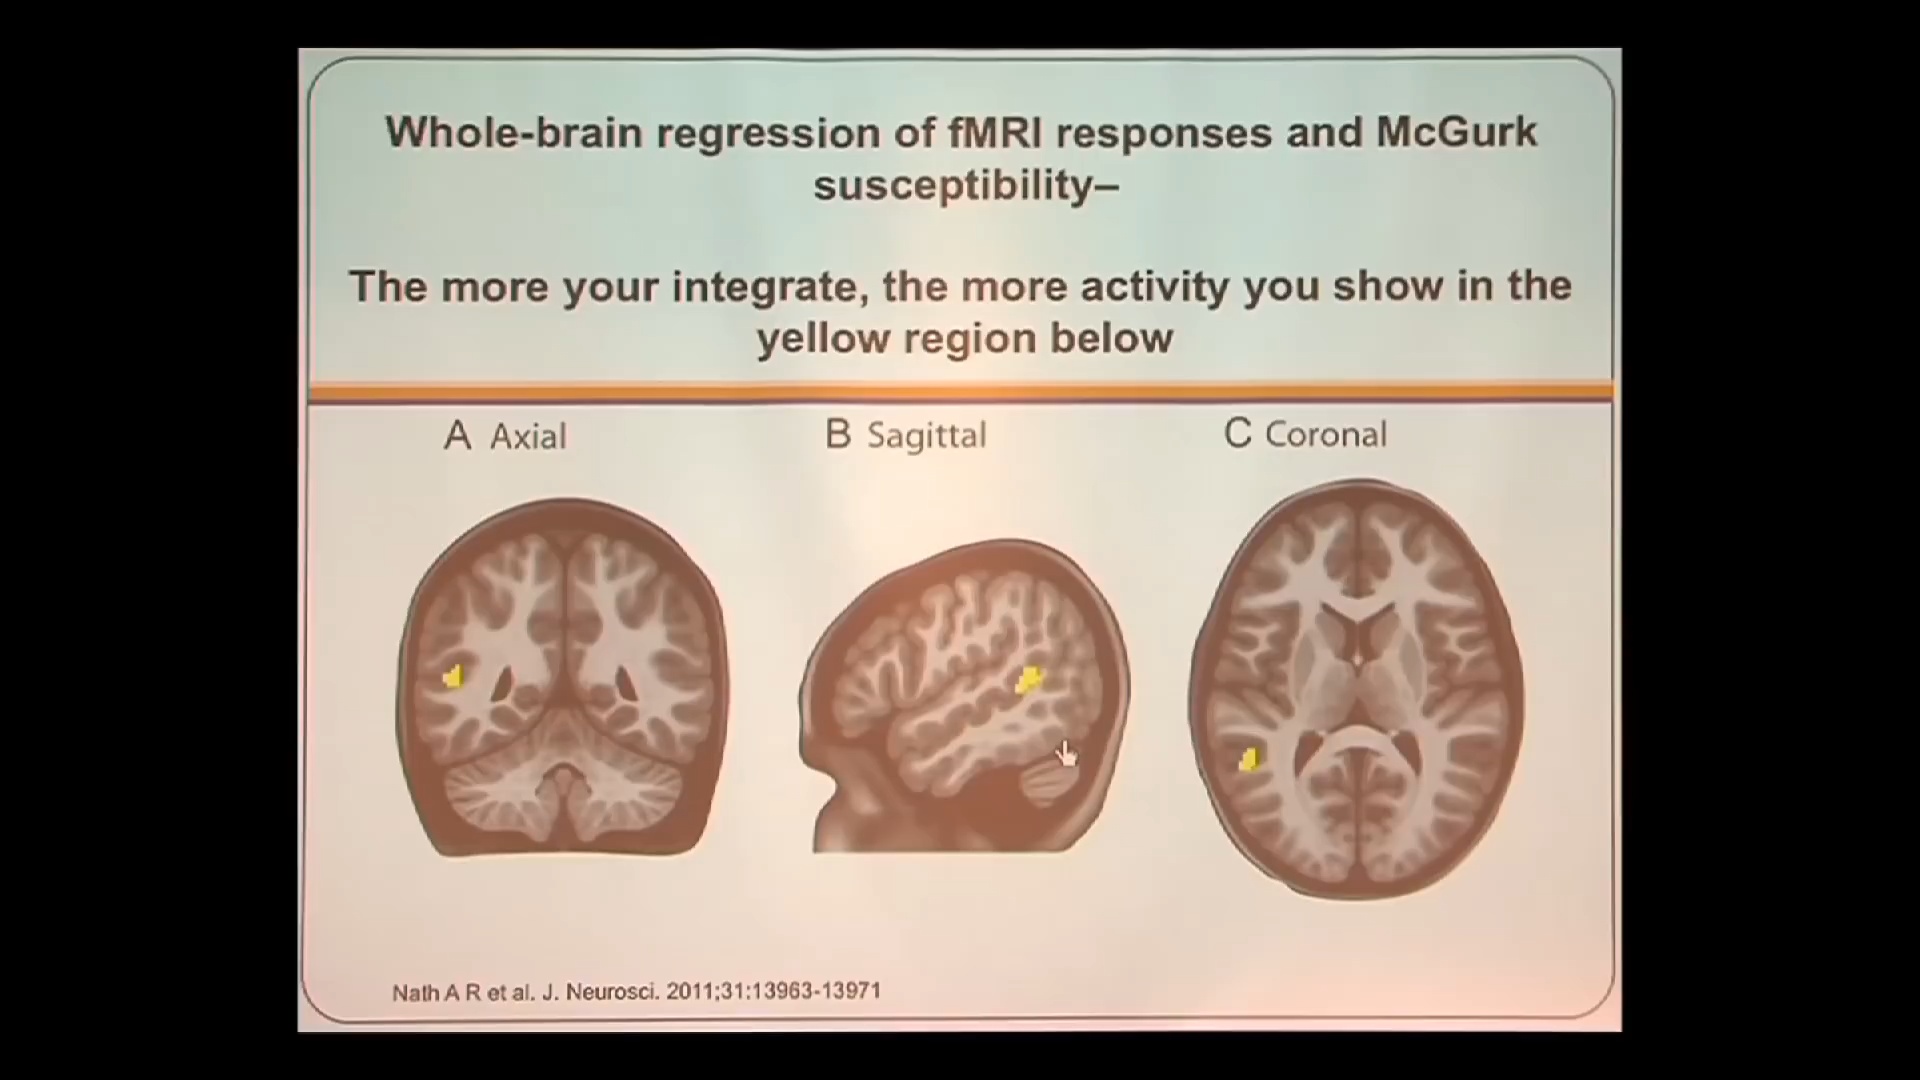 Whole-brain regression of fMRI responses and McGurk
susceptibility–
The more your integrate, the more activity you show in the
yellow region below
A Axial
B Sagittal
C Coronal
Nath A R et al. J. Neurosci. 2011;31:13963-13971